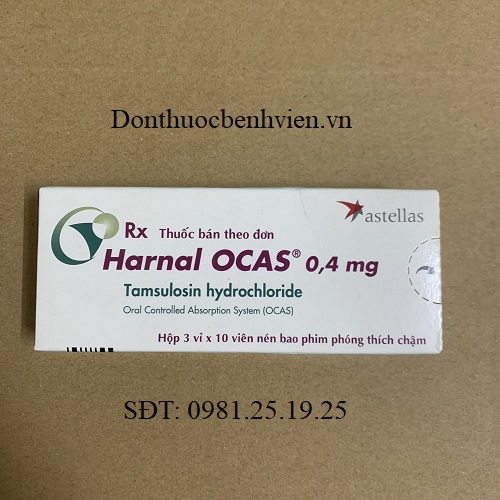 Donthuocbenhvien.vn
astellas
Rx Thuốc bán theo đơn
Harnal OCAS® 0,4 mg
Tamsulosin hydrochloride
Oral Controlled Absorption System (OCAS)
Hộp 3 vỉ x 10 viên nén bao phim phóng thích chậm
SĐT: 0981.25.19.25